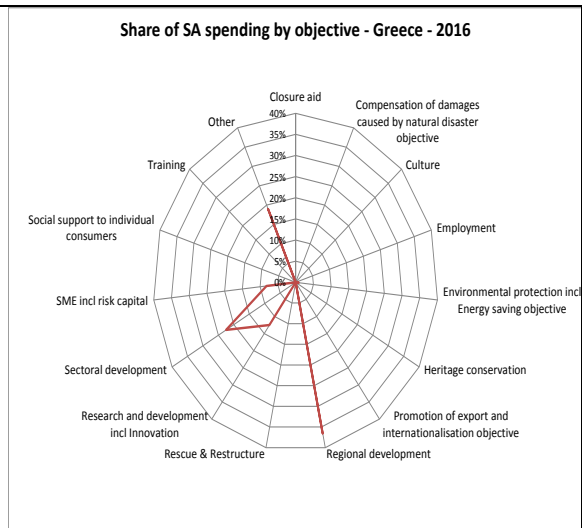 Share of SA spending by objective - Greece - 2016
Closure aid
Compensation of damages
caused by natural disaster
objective
Culture
Employment
Environmental protection incl
Energy saving objective
Heritage conservation
Promotion of export and
internationalisation objective
Regional development
Rescue & Restructure
Research and development
incl Innovation
Sectoral development
SME incl risk capital
Social support to individual
consumers
Training
Other
40%
35%
30%
25%
20%
15%
10%
5%
0%